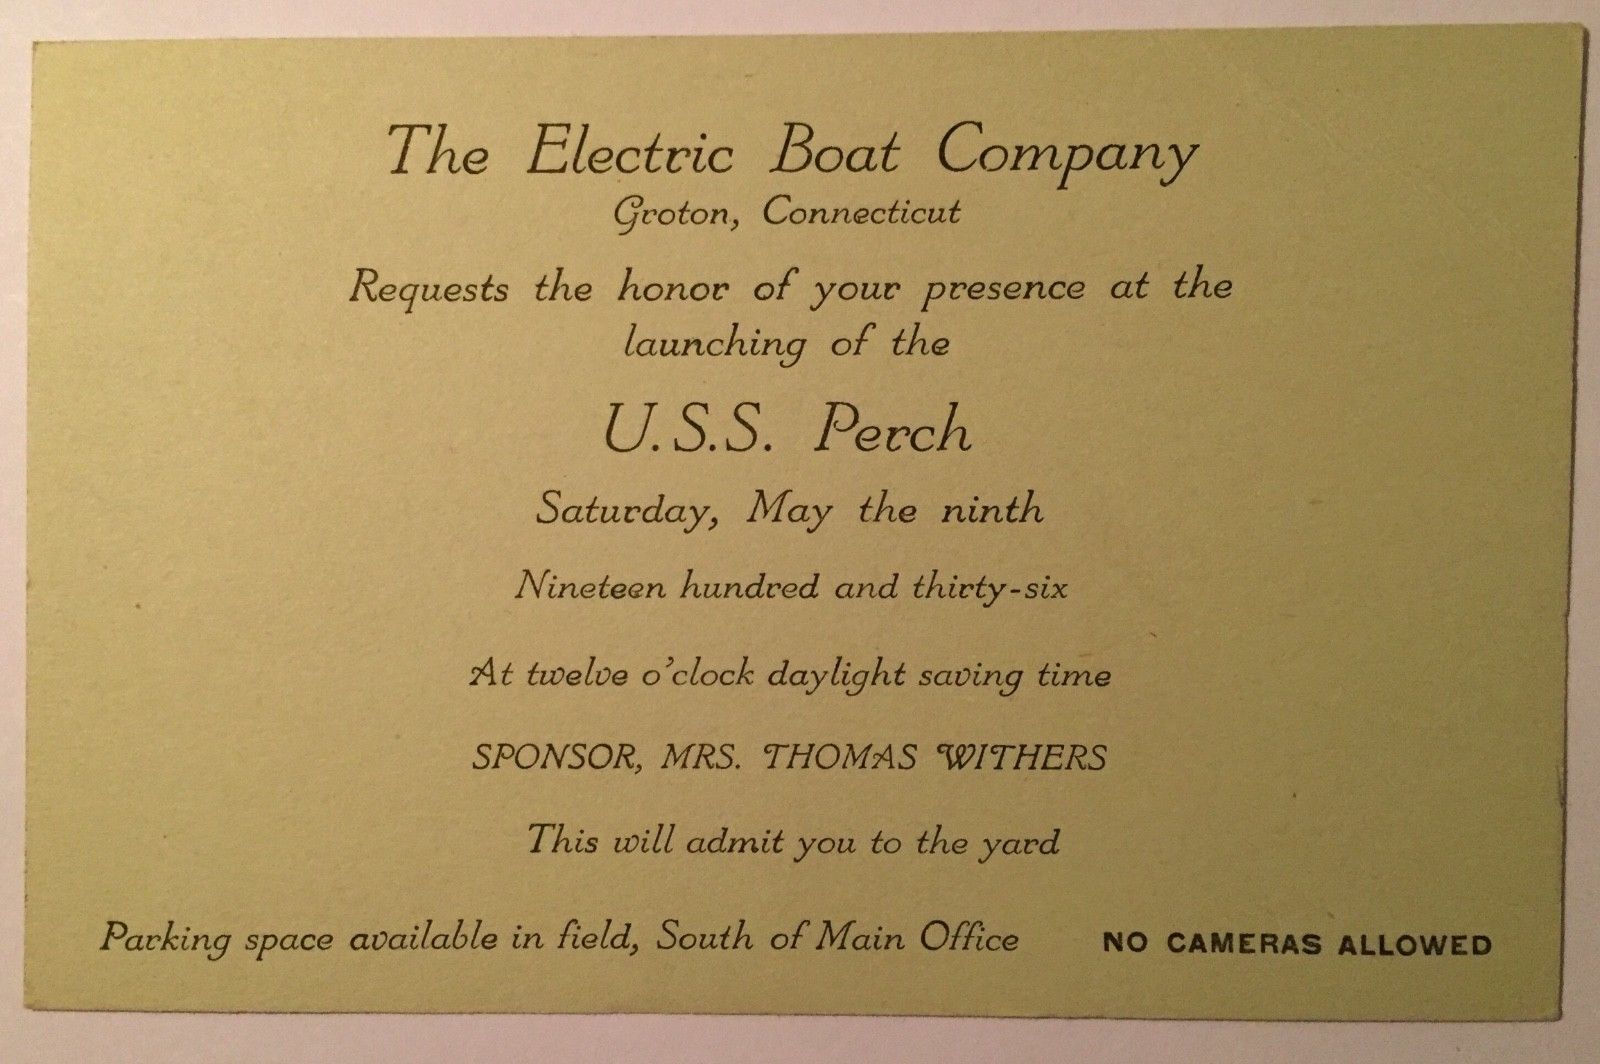 The Electric Boat Company
Groton, Connecticut
Requests the honor of your presence at the
launching of the
U.S.S. Perch
Saturday, May the ninth
Nineteen hundred and thirty-six
At twelve o'clock daylight saving time
SPONSOR, MRS. THOMAS WITHERS
This will admit you to the yard
Parking space available in field, South of Main Office NO CAMERAS ALLOWED